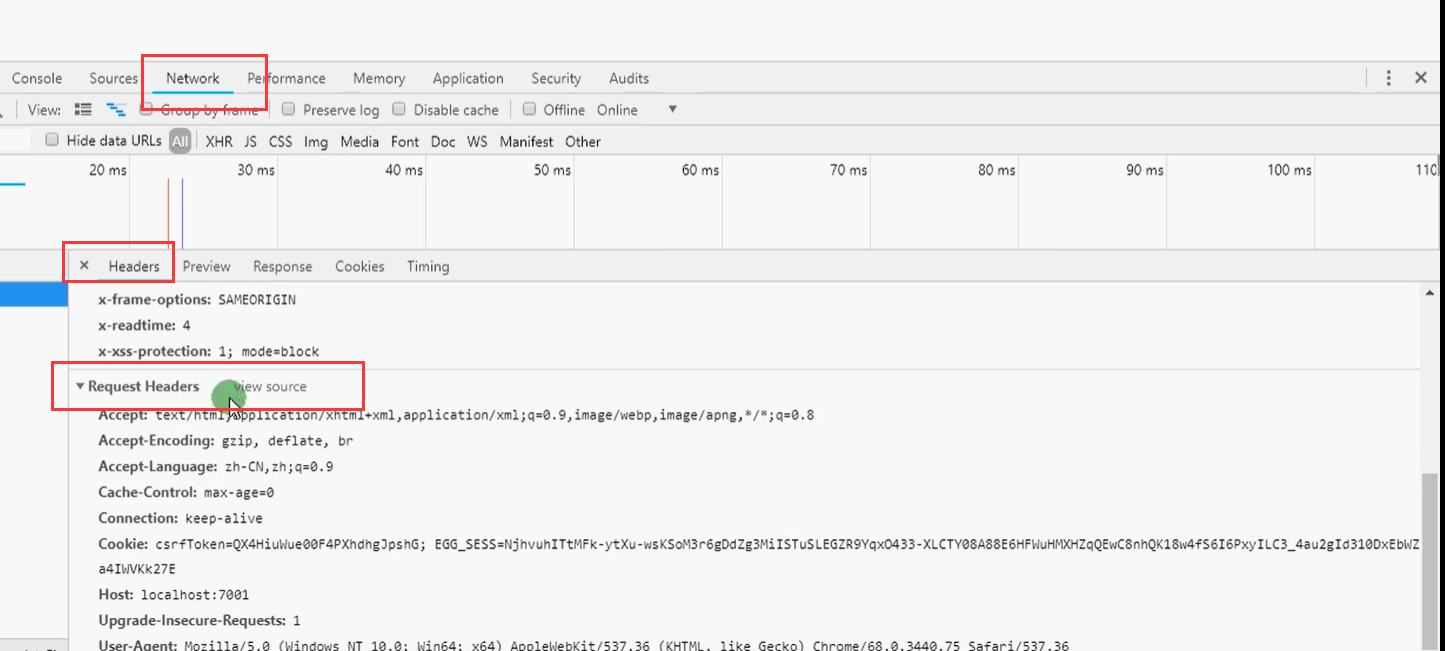 Console Sources Network Performance Memory Application Security Audits
View: Group by frame Preserve log Disable cache Offline Online
Hide data URLs All XHR JS CSS Img Media Font Doc WS Manifest Other
20 ms 30 ms 40 ms 50 ms 60 ms 70 ms 80 ms 90 ms 100 ms 110
× Headers Preview Response Cookies Timing
x-frame-options: SAMEORIGIN
x-readtime: 4
x-xss-protection: 1; mode=block
Request Headers view source
Accept: text/html,application/xhtml+xml,application/xml;q=0.9,image/webp,image/apng,*/*;q=0.8
Accept-Encoding: gzip, deflate, br
Accept-Language: zh-CN,zh;q=0.9
Cache-Control: max-age=0
Connection: keep-alive
Cookie: csrfToken=QX4HiuWue00F4PXhdhgJpshG; EGG_SESS=NjhvuhITtMFk-ytXu-wsKSoM3r6gDdZg3MiISTuSLEGZR9YqxO433-XLCTY08A88E6HFWuHMXHZqQEwC8nhQK18w4fS6I6PxyILC3_4au2gId310DxEbWZ
a4IWVKk27E
Host: localhost:7001
Upgrade-Insecure-Requests: 1
User-Agent: Mozilla/5.0 (Windows NT 10.0; Win64; x64) AppleWebKit/537.36 (KHTML, like Gecko) Chrome/68.0.3440.75 Safari/537.36